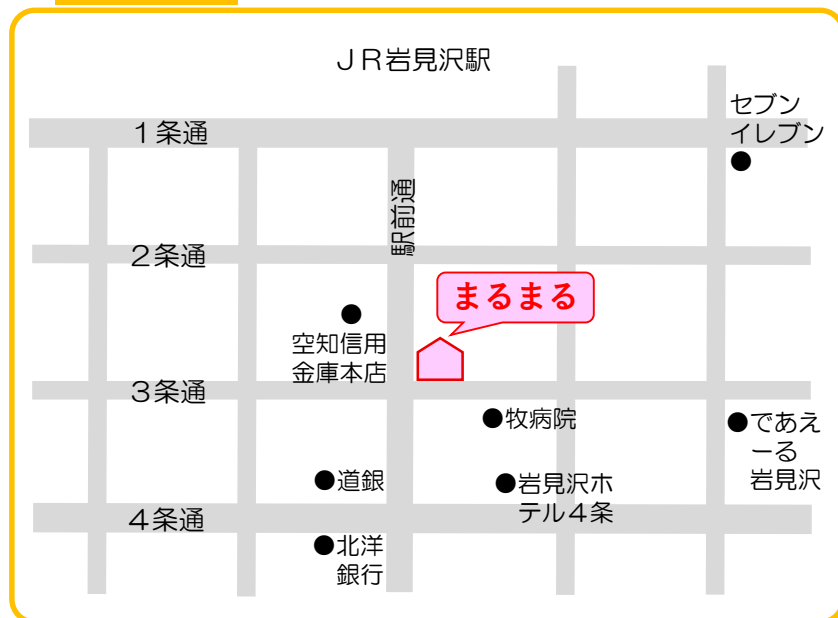 ＪＲ岩見沢駅
セブン
イレブン
１条通
駅前通
２条通
まるまる
空知信用
金庫本店
３条通
●牧病院
●であえ
ーる
岩見沢
●道銀
●岩見沢ホ
テル４条
４条通
●北洋
銀行